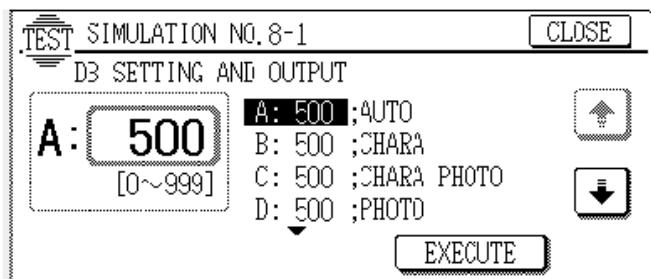 TEST SIMULATION NO.8-1 CLOSE
D3 SETTING AND OUTPUT
A: 500
[0~999]
A: 500 ;AUTO
B: 500 ;CHARA
C: 500 ;CHARA PHOTO
D: 500 ;PHOTO
EXECUTE